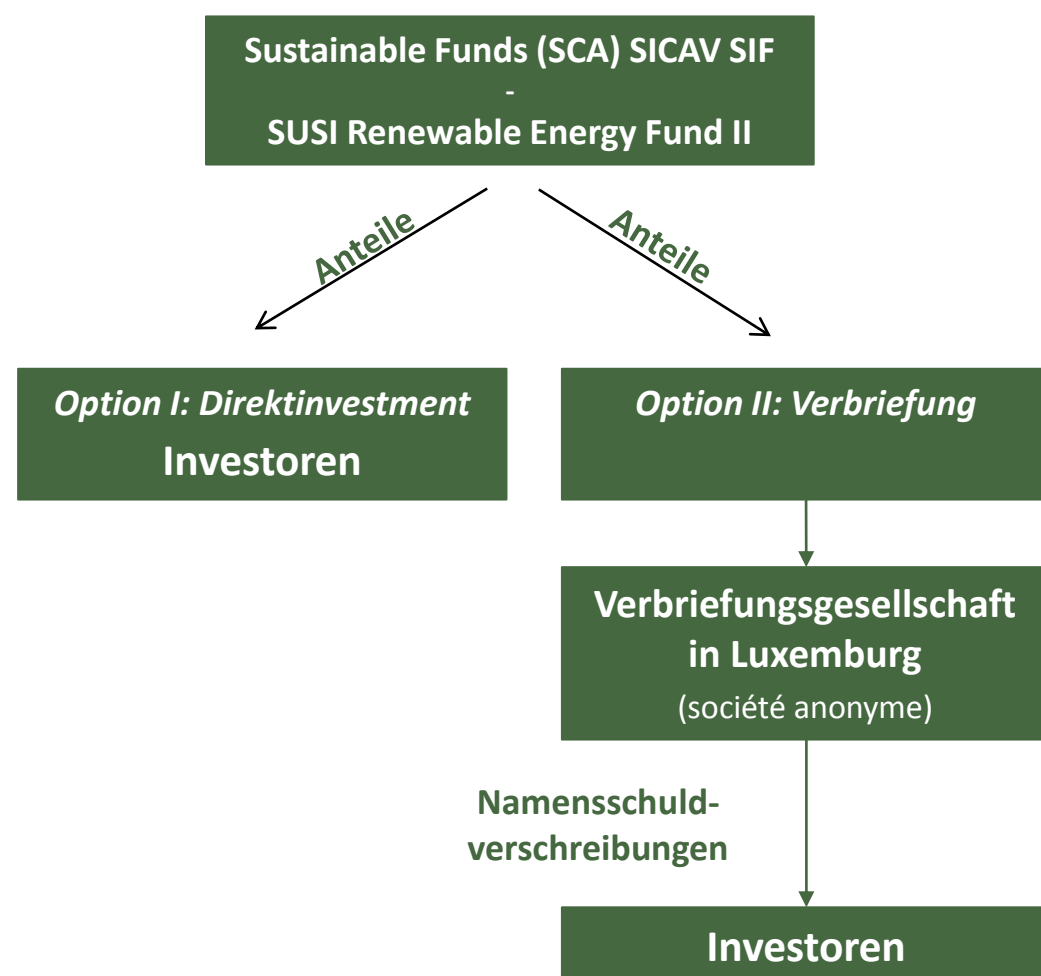 Sustainable Funds (SCA) SICAV SIF
-
SUSI Renewable Energy Fund II
Anteile
Anteile
Option I: Direktinvestment
Investoren
Option II: Verbriefung
Verbriefungsgesellschaft
in Luxemburg
(société anonyme)
Namensschuld-
verschreibungen
Investoren